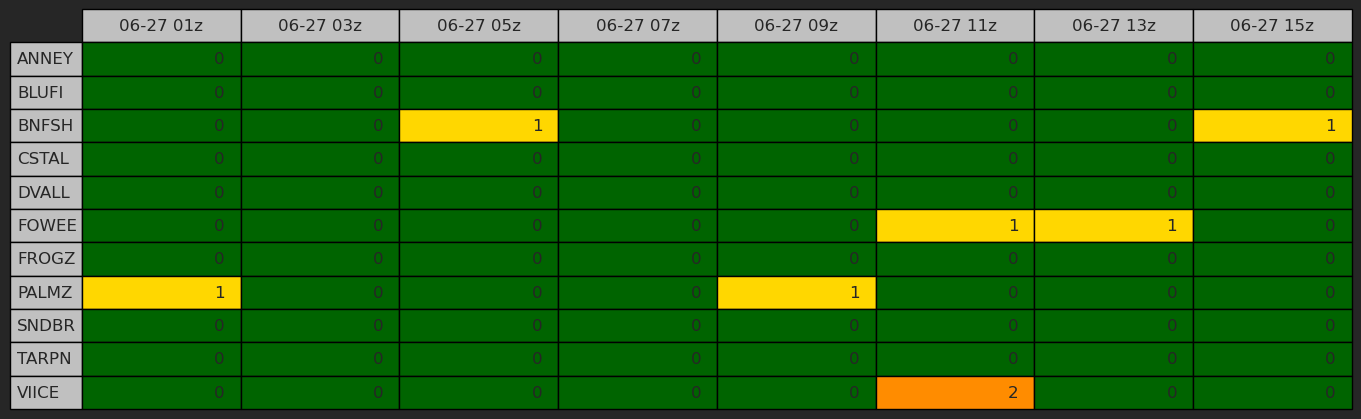 06-27 01z 06-27 03z 06-27 05z 06-27 07z 06-27 09z 06-27 11z 06-27 13z 06-27 15z
ANNEY 0 0 0 0 0 0 0 0
BLUFI 0 0 0 0 0 0 0 0
BNFSH 0 0 1 0 0 0 0 1
CSTAL 0 0 0 0 0 0 0 0
DVALL 0 0 0 0 0 0 0 0
FOWEE 0 0 0 0 0 1 1 0
FROGZ 0 0 0 0 0 0 0 0
PALMZ 1 0 0 0 1 0 0 0
SNDBR 0 0 0 0 0 0 0 0
TARPN 0 0 0 0 0 0 0 0
VIICE 0 0 0 0 0 2 0 0